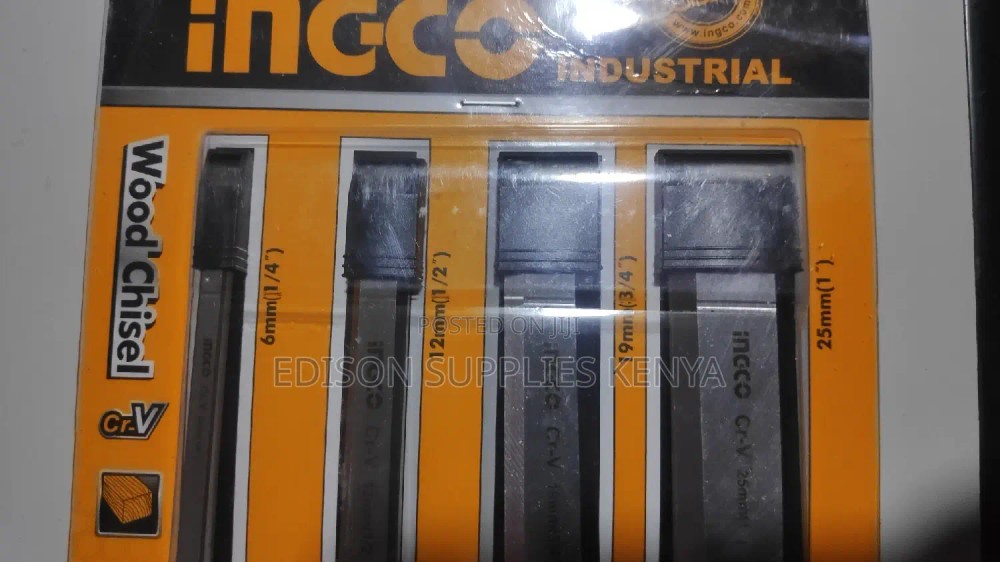 INGCO
www.ingco.com
INDUSTRIAL
Wood Chisel
Cr-V
6mm(1/4")
12mm(1/2")
19mm(3/4")
25mm(1")
INGCO
INGCO Cr-V
INGCO Cr-V
INGCO Cr-V 25mm
POSTED ON JIJI
EDISON SUPPLIES KENYA